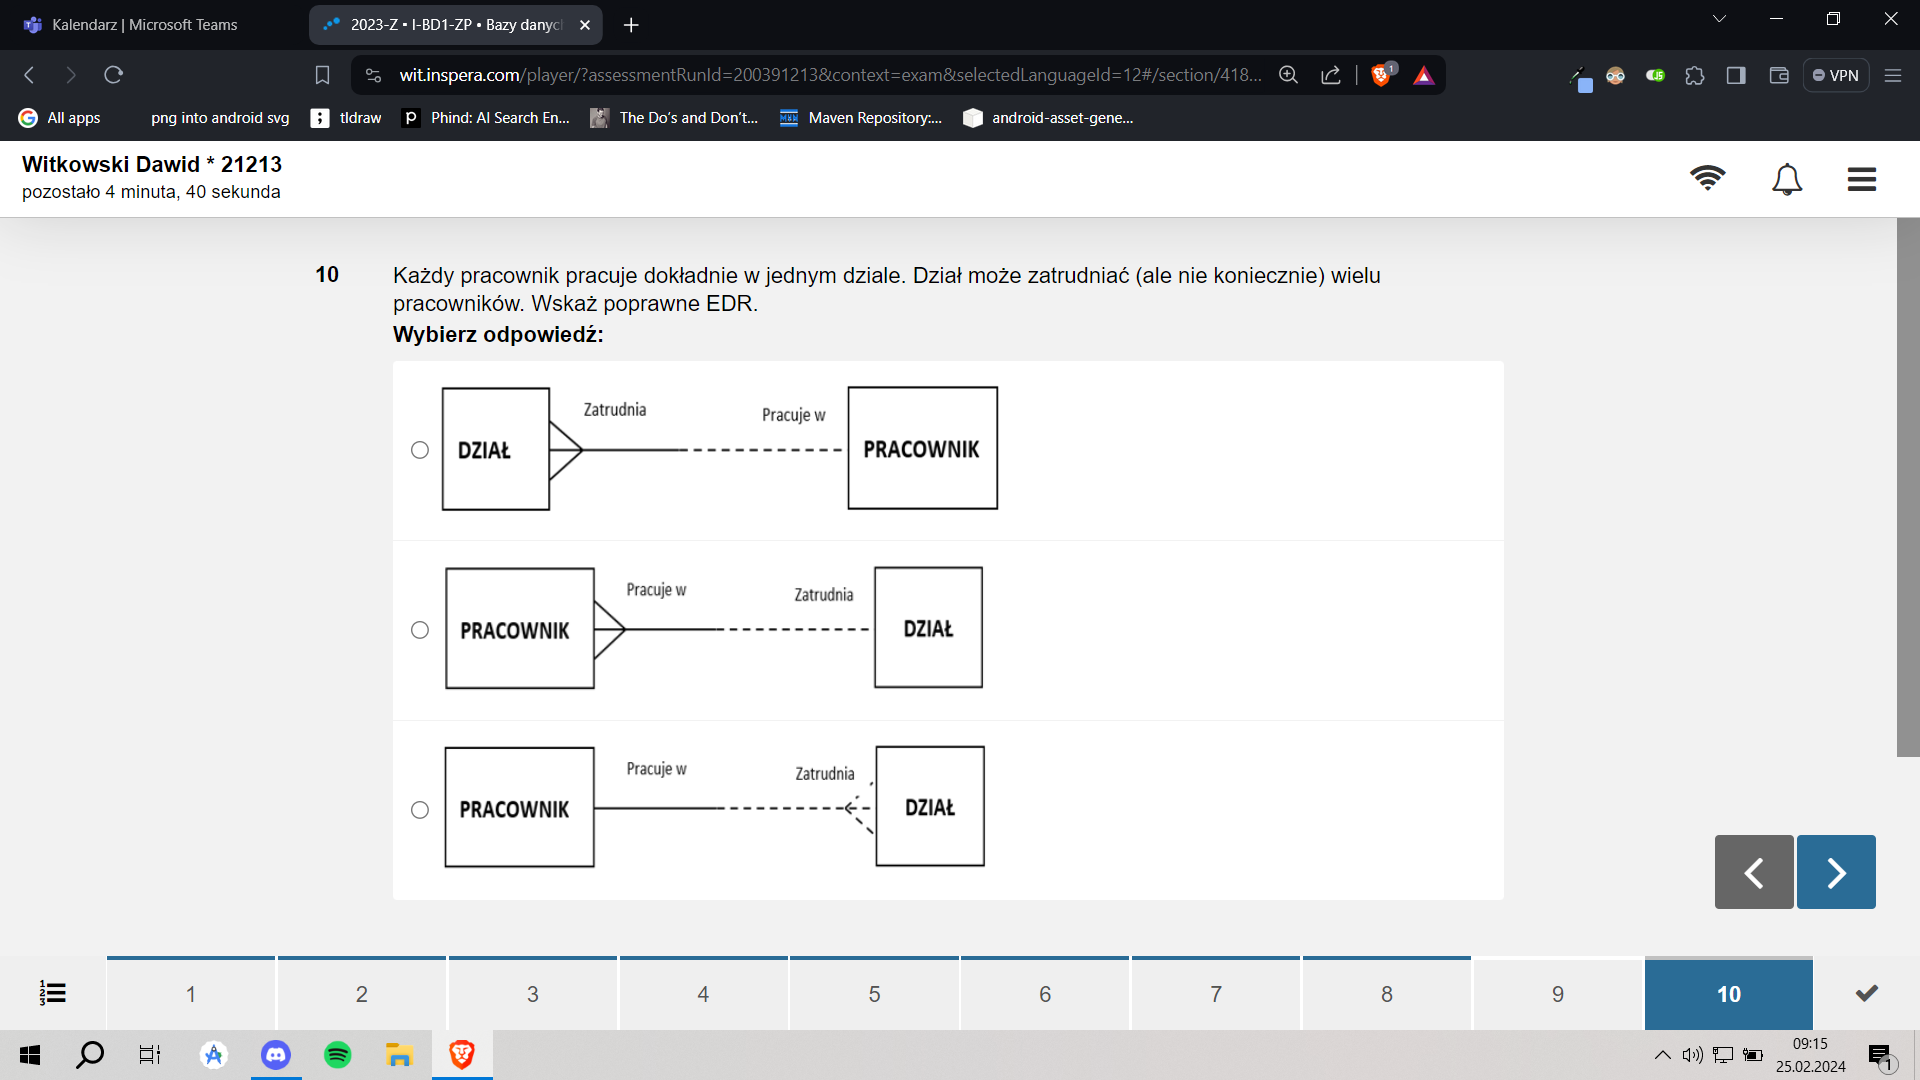 Kalendarz | Microsoft Teams
2023-Z • I-BD1-ZP • Bazy danyc
wit.inspera.com/player/?assessmentRunId=200391213&context=exam&selectedLanguageId=12#/section/418...
1
VPN
All apps
png into android svg
tldraw
Phind: AI Search En...
The Do's and Don't...
Maven Repository:...
android-asset-gene...
Witkowski Dawid * 21213
pozostało 4 minuta, 40 sekunda
10
Każdy pracownik pracuje dokładnie w jednym dziale. Dział może zatrudniać (ale nie koniecznie) wielu
pracowników. Wskaż poprawne EDR.
Wybierz odpowiedź:
Zatrudnia
Pracuje w
DZIAŁ
PRACOWNIK
Pracuje w
Zatrudnia
PRACOWNIK
DZIAŁ
Pracuje w
Zatrudnia
PRACOWNIK
DZIAŁ
1 2 3 4 5 6 7 8 9 10
09:15
25.02.2024
1